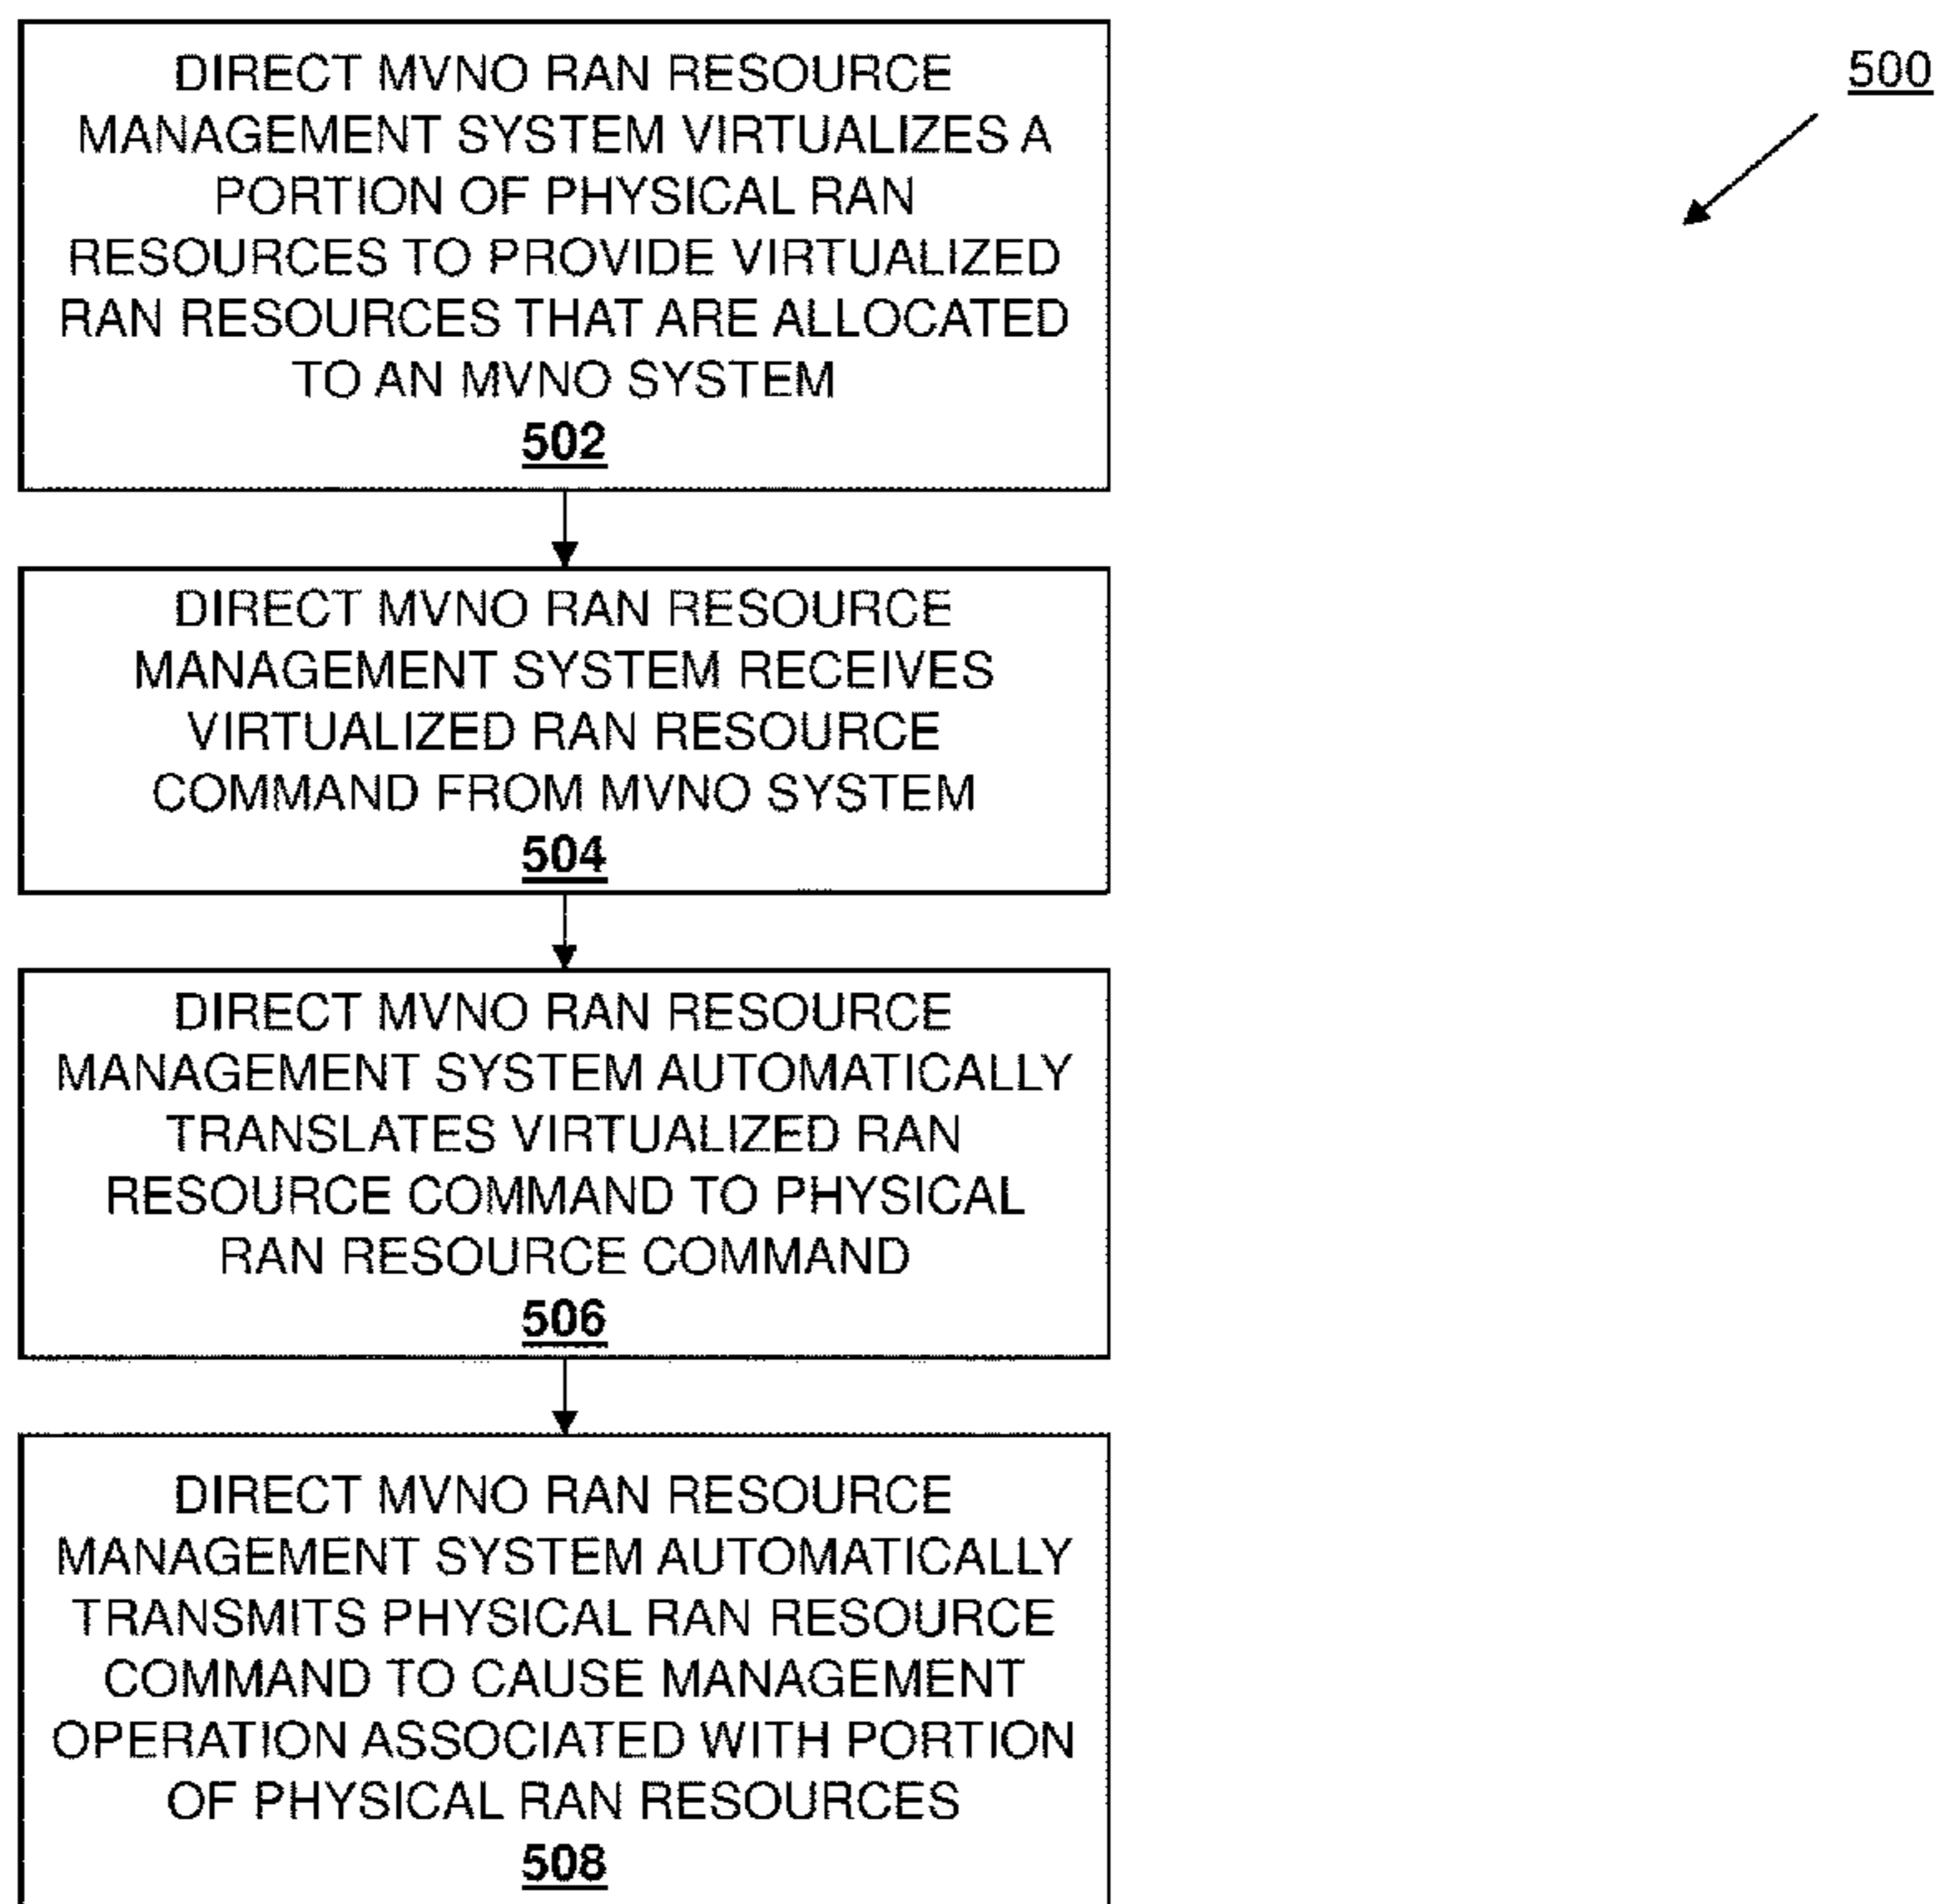 DIRECT MVNO RAN RESOURCE
MANAGEMENT SYSTEM VIRTUALIZES A
PORTION OF PHYSICAL RAN
RESOURCES TO PROVIDE VIRTUALIZED
RAN RESOURCES THAT ARE ALLOCATED
TO AN MVNO SYSTEM
502
500
DIRECT MVNO RAN RESOURCE
MANAGEMENT SYSTEM RECEIVES
VIRTUALIZED RAN RESOURCE
COMMAND FROM MVNO SYSTEM
504
DIRECT MVNO RAN RESOURCE
MANAGEMENT SYSTEM AUTOMATICALLY
TRANSLATES VIRTUALIZED RAN
RESOURCE COMMAND TO PHYSICAL
RAN RESOURCE COMMAND
506
DIRECT MVNO RAN RESOURCE
MANAGEMENT SYSTEM AUTOMATICALLY
TRANSMITS PHYSICAL RAN RESOURCE
COMMAND TO CAUSE MANAGEMENT
OPERATION ASSOCIATED WITH PORTION
OF PHYSICAL RAN RESOURCES
508